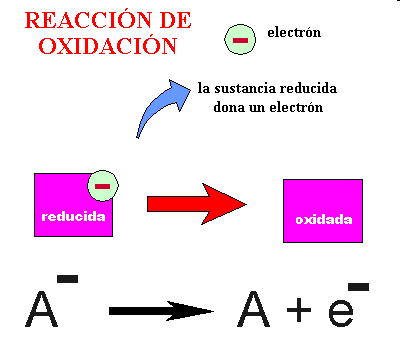 REACCIÓN DE
OXIDACIÓN
electrón
la sustancia reducida
dona un electrón
reducida
oxidada
A⁻ → A + e⁻